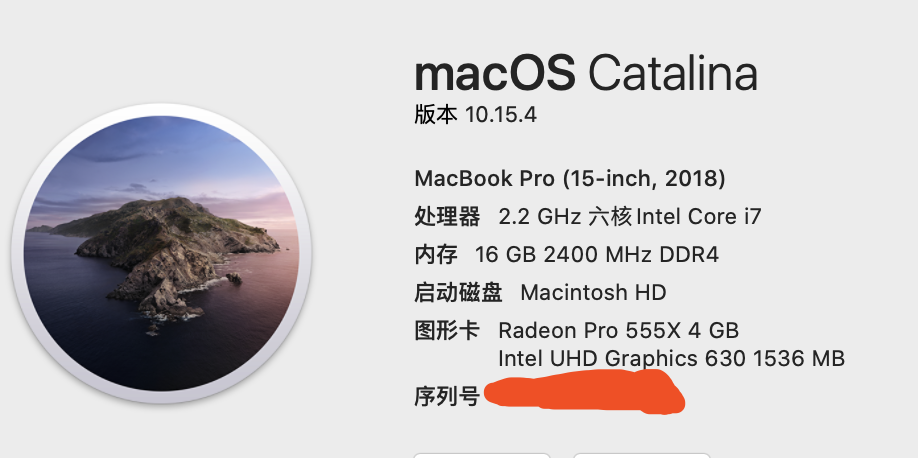 macOS Catalina
版本 10.15.4
MacBook Pro (15-inch, 2018)
处理器 2.2 GHz 六核Intel Core i7
内存 16 GB 2400 MHz DDR4
启动磁盘 Macintosh HD
图形卡 Radeon Pro 555X 4 GB
Intel UHD Graphics 630 1536 MB
序列号